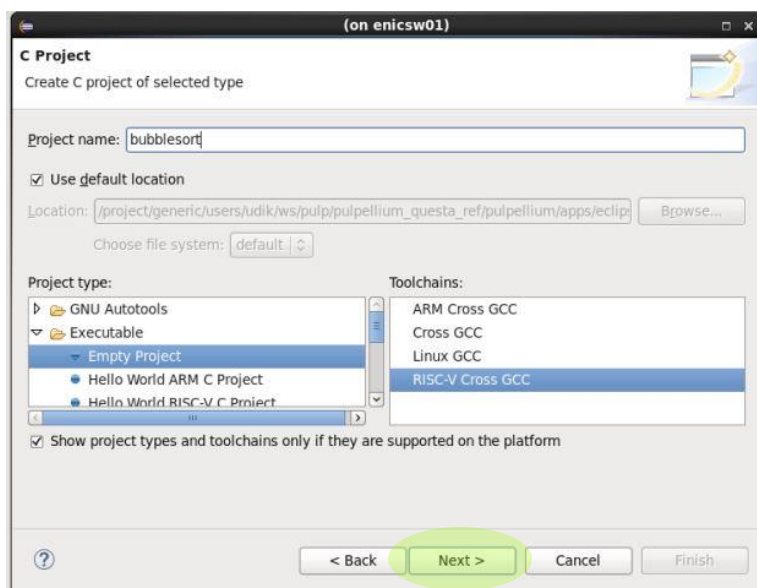 (on enicsw01)
C Project
Create C project of selected type
Project name: bubblesort
Use default location
Location: /project/generic/users/udik/ws/pulp/pulpellium_questa_ref/pulpellium/apps/eclip Browse...
Choose file system: default
Project type:
GNU Autotools
Executable
Empty Project
Hello World ARM C Project
Hello World RISC-V C Project
Toolchains:
ARM Cross GCC
Cross GCC
Linux GCC
RISC-V Cross GCC
Show project types and toolchains only if they are supported on the platform
? < Back Next > Cancel Finish